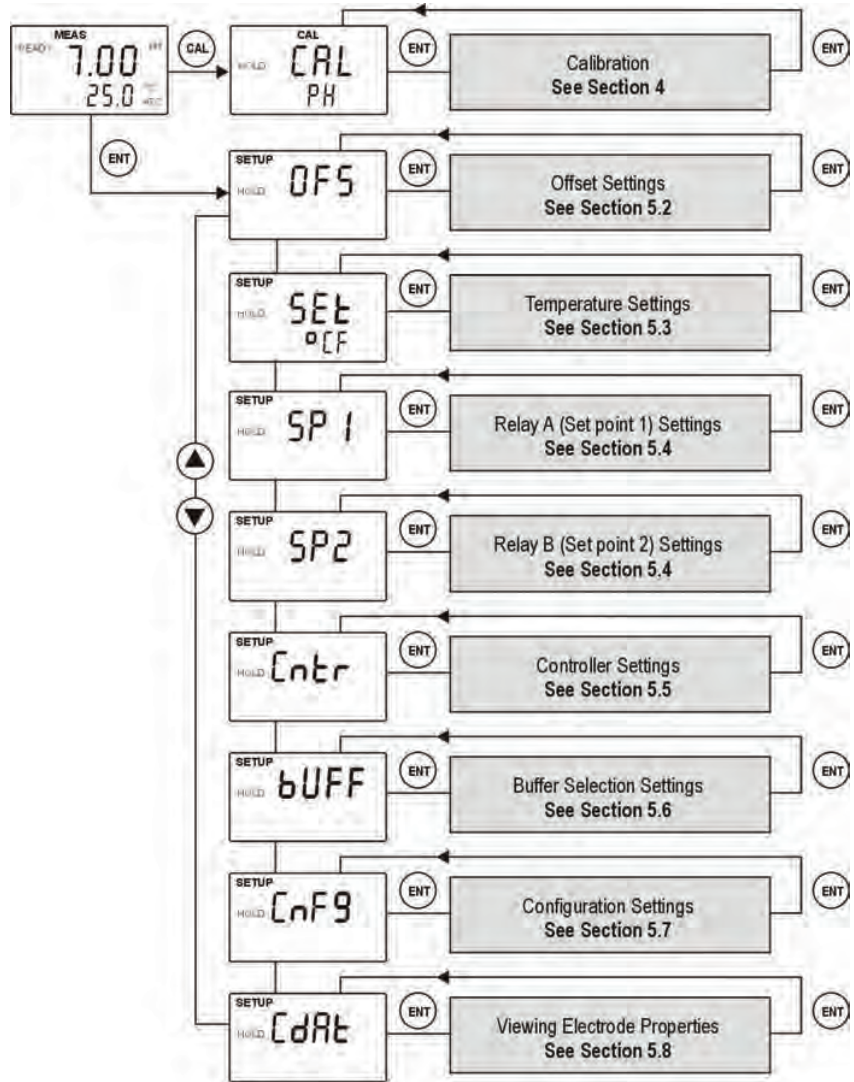 MEAS
READY 7.00 pH
25.0 °C
ATC
CAL
CAL
HOLD CAL
PH
ENT
Calibration
See Section 4
ENT
ENT
SETUP
HOLD OFS
ENT
Offset Settings
See Section 5.2
ENT
SETUP
HOLD SEt
°CF
ENT
Temperature Settings
See Section 5.3
ENT
SETUP
HOLD SP1
ENT
Relay A (Set point 1) Settings
See Section 5.4
ENT
SETUP
HOLD SP2
ENT
Relay B (Set point 2) Settings
See Section 5.4
ENT
SETUP
HOLD Cntr
ENT
Controller Settings
See Section 5.5
ENT
SETUP
HOLD bUFF
ENT
Buffer Selection Settings
See Section 5.6
ENT
SETUP
HOLD CnF9
ENT
Configuration Settings
See Section 5.7
ENT
SETUP
HOLD CdAt
ENT
Viewing Electrode Properties
See Section 5.8
ENT